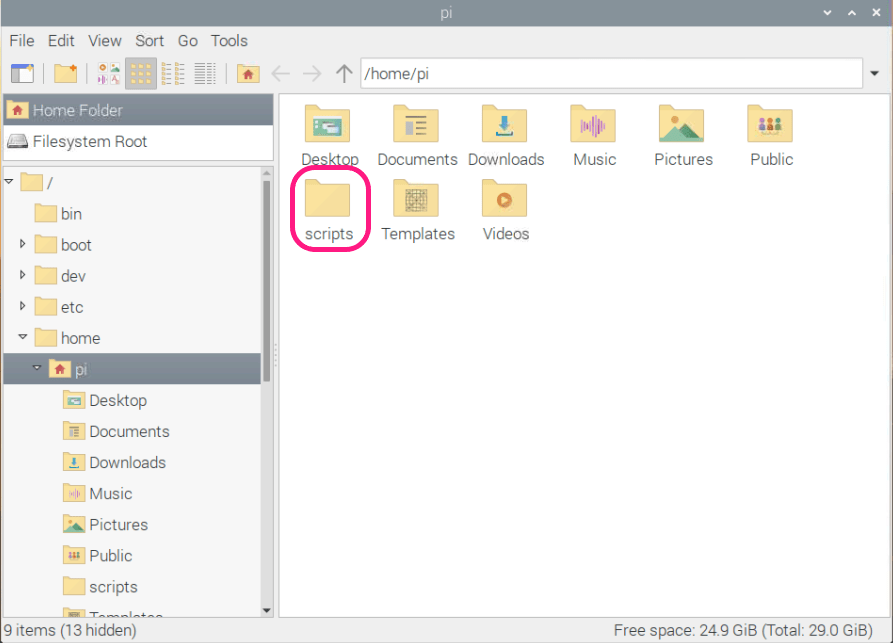 pi
File Edit View Sort Go Tools
/home/pi
Home Folder
Filesystem Root
/
bin
boot
dev
etc
home
pi
Desktop
Documents
Downloads
Music
Pictures
Public
scripts
Templates
Desktop Documents Downloads Music Pictures Public
scripts Templates Videos
9 items (13 hidden) Free space: 24.9 GiB (Total: 29.0 GiB)